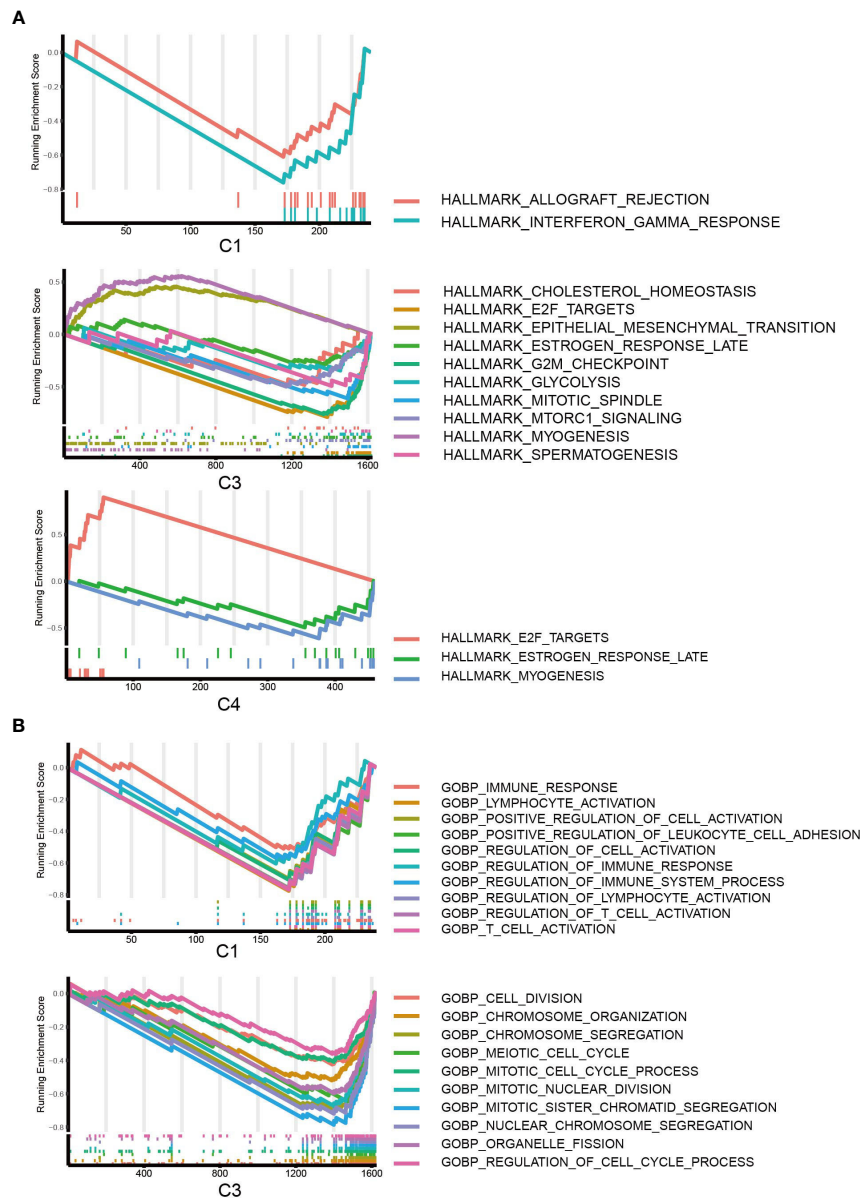 A
Running Enrichment Score
0.0
-0.2
-0.4
-0.6
-0.8
50
100
150
200
C1
HALLMARK_ALLOGRAFT_REJECTION
HALLMARK_INTERFERON_GAMMA_RESPONSE
Running Enrichment Score
0.5
0.0
-0.5
400
800
1200
1600
C3
HALLMARK_CHOLESTEROL_HOMEOSTASIS
HALLMARK_E2F_TARGETS
HALLMARK_EPITHELIAL_MESENCHYMAL_TRANSITION
HALLMARK_ESTROGEN_RESPONSE_LATE
HALLMARK_G2M_CHECKPOINT
HALLMARK_GLYCOLYSIS
HALLMARK_MITOTIC_SPINDLE
HALLMARK_MTORC1_SIGNALING
HALLMARK_MYOGENESIS
HALLMARK_SPERMATOGENESIS
Running Enrichment Score
0.5
0.0
-0.5
100
200
300
400
C4
HALLMARK_E2F_TARGETS
HALLMARK_ESTROGEN_RESPONSE_LATE
HALLMARK_MYOGENESIS
B
Running Enrichment Score
0.0
-0.2
-0.4
-0.6
-0.8
50
100
150
200
C1
GOBP_IMMUNE_RESPONSE
GOBP_LYMPHOCYTE_ACTIVATION
GOBP_POSITIVE_REGULATION_OF_CELL_ACTIVATION
GOBP_POSITIVE_REGULATION_OF_LEUKOCYTE_CELL_ADHESION
GOBP_REGULATION_OF_CELL_ACTIVATION
GOBP_REGULATION_OF_IMMUNE_RESPONSE
GOBP_REGULATION_OF_IMMUNE_SYSTEM_PROCESS
GOBP_REGULATION_OF_LYMPHOCYTE_ACTIVATION
GOBP_REGULATION_OF_T_CELL_ACTIVATION
GOBP_T_CELL_ACTIVATION
Running Enrichment Score
0.0
-0.2
-0.4
-0.6
-0.8
400
800
1200
1600
C3
GOBP_CELL_DIVISION
GOBP_CHROMOSOME_ORGANIZATION
GOBP_CHROMOSOME_SEGREGATION
GOBP_MEIOTIC_CELL_CYCLE
GOBP_MITOTIC_CELL_CYCLE_PROCESS
GOBP_MITOTIC_NUCLEAR_DIVISION
GOBP_MITOTIC_SISTER_CHROMATID_SEGREGATION
GOBP_NUCLEAR_CHROMOSOME_SEGREGATION
GOBP_ORGANELLE_FISSION
GOBP_REGULATION_OF_CELL_CYCLE_PROCESS